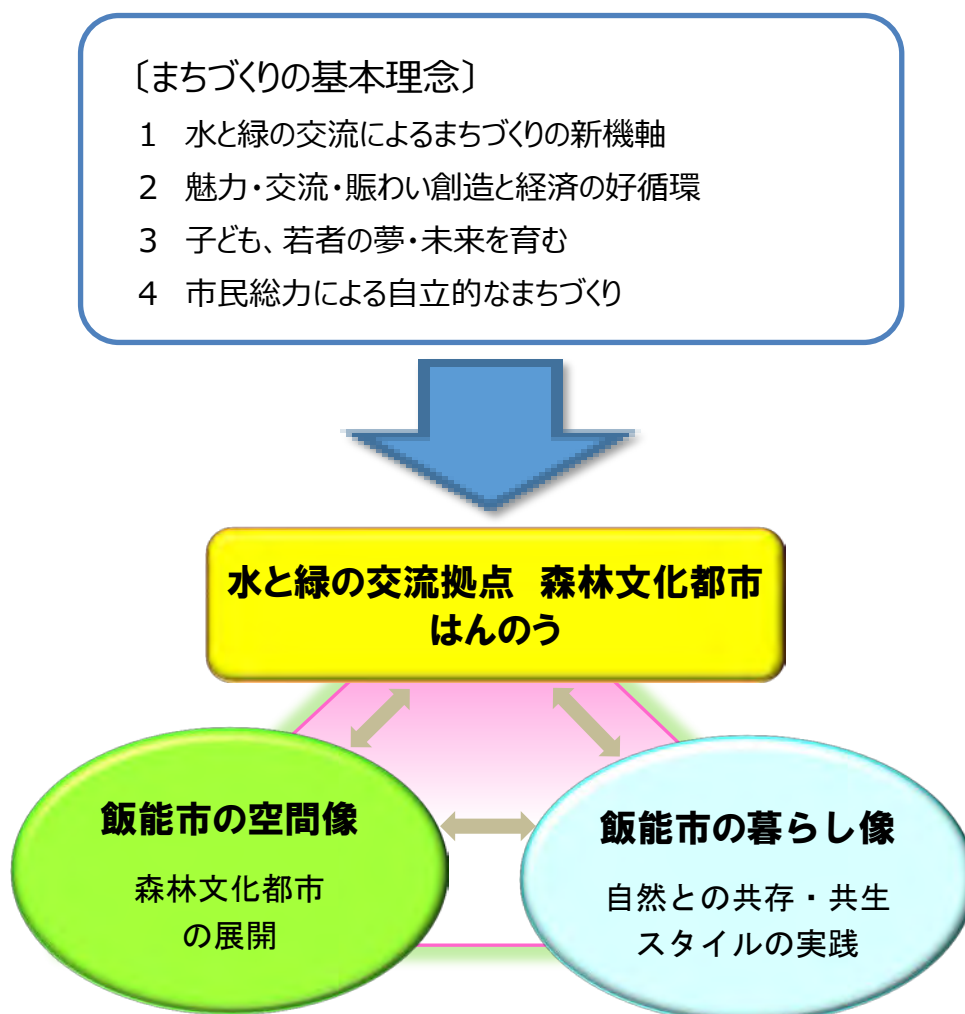 〔まちづくりの基本理念〕
1 水と緑の交流によるまちづくりの新機軸
2 魅力・交流・賑わい創造と経済の好循環
3 子ども、若者の夢・未来を育む
4 市民総力による自立的なまちづくり
水と緑の交流拠点 森林文化都市
はんのう
飯能市の空間像
森林文化都市
の展開
飯能市の暮らし像
自然との共存・共生
スタイルの実践